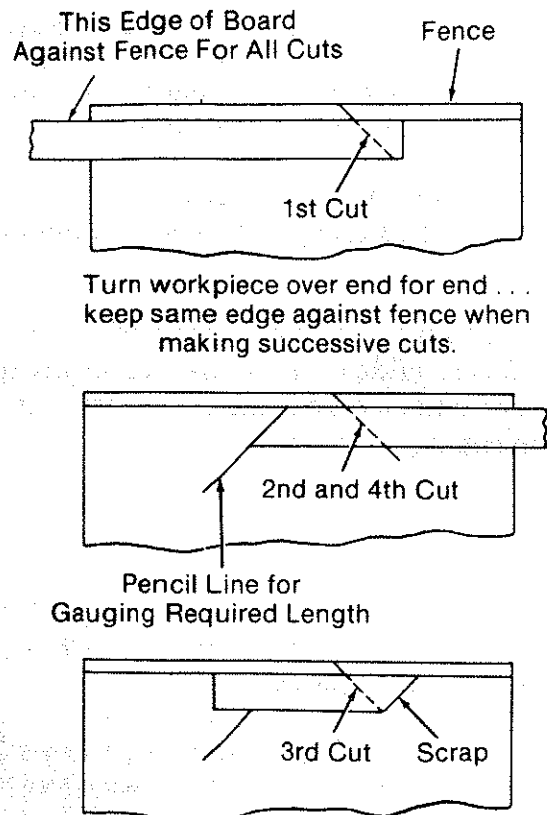 This Edge of Board
Against Fence For All Cuts
Fence
1st Cut
Turn workpiece over end for end ...
keep same edge against fence when
making successive cuts.
2nd and 4th Cut
Pencil Line for
Gauging Required Length
3rd Cut
Scrap